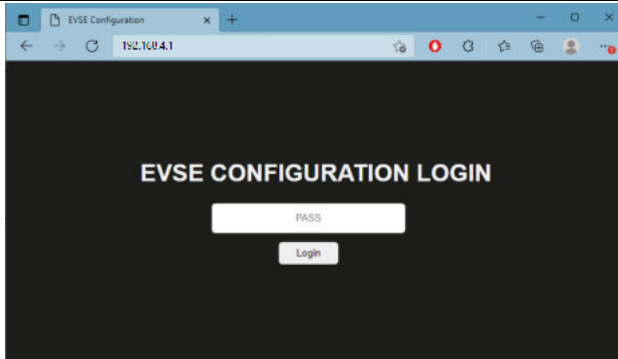 EVSE Configuration
192.168.4.1
EVSE CONFIGURATION LOGIN
PASS
Login